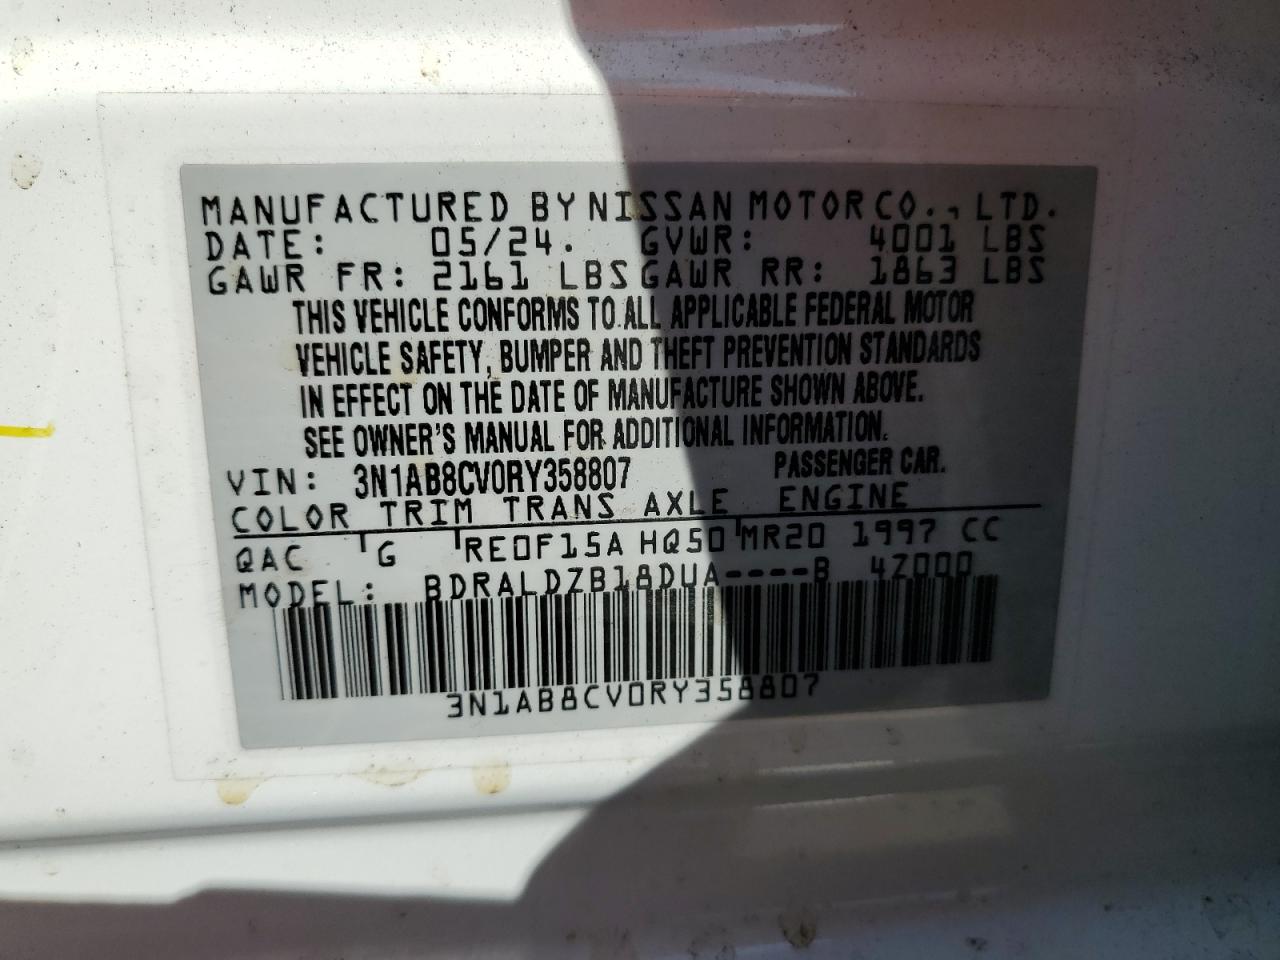 MANUFACTURED BY NISSAN MOTOR CO., LTD.
DATE: 05/24. GVWR: 4001 LBS
GAWR FR: 2161 LBS GAWR RR: 1863 LBS
THIS VEHICLE CONFORMS TO ALL APPLICABLE FEDERAL MOTOR
VEHICLE SAFETY, BUMPER AND THEFT PREVENTION STANDARDS
IN EFFECT ON THE DATE OF MANUFACTURE SHOWN ABOVE.
SEE OWNER'S MANUAL FOR ADDITIONAL INFORMATION.
VIN: 3N1AB8CV0RY358807 PASSENGER CAR.
COLOR TRIM TRANS AXLE ENGINE
QAC G RE0F15A HQ50 MR20 1997 CC
MODEL: BDRALDZB18DUA----B 4Z000
3N1AB8CV0RY358807